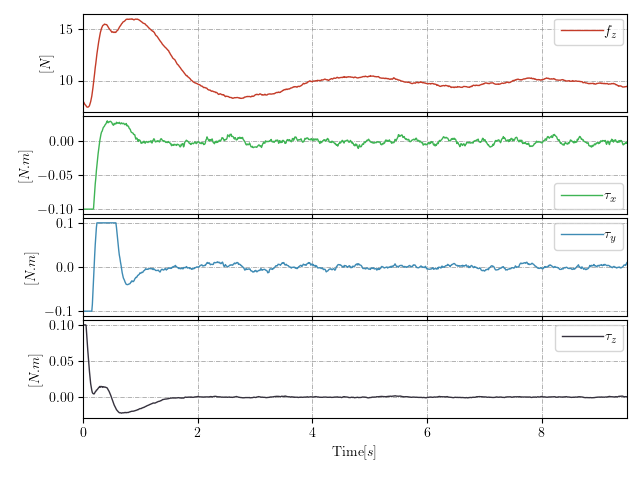 15
10
[N]
f_z
0.00
−0.05
−0.10
[N.m]
τ_x
0.1
0.0
−0.1
[N.m]
τ_y
0.10
0.05
0.00
[N.m]
τ_z
0 2 4 6 8
Time[s]